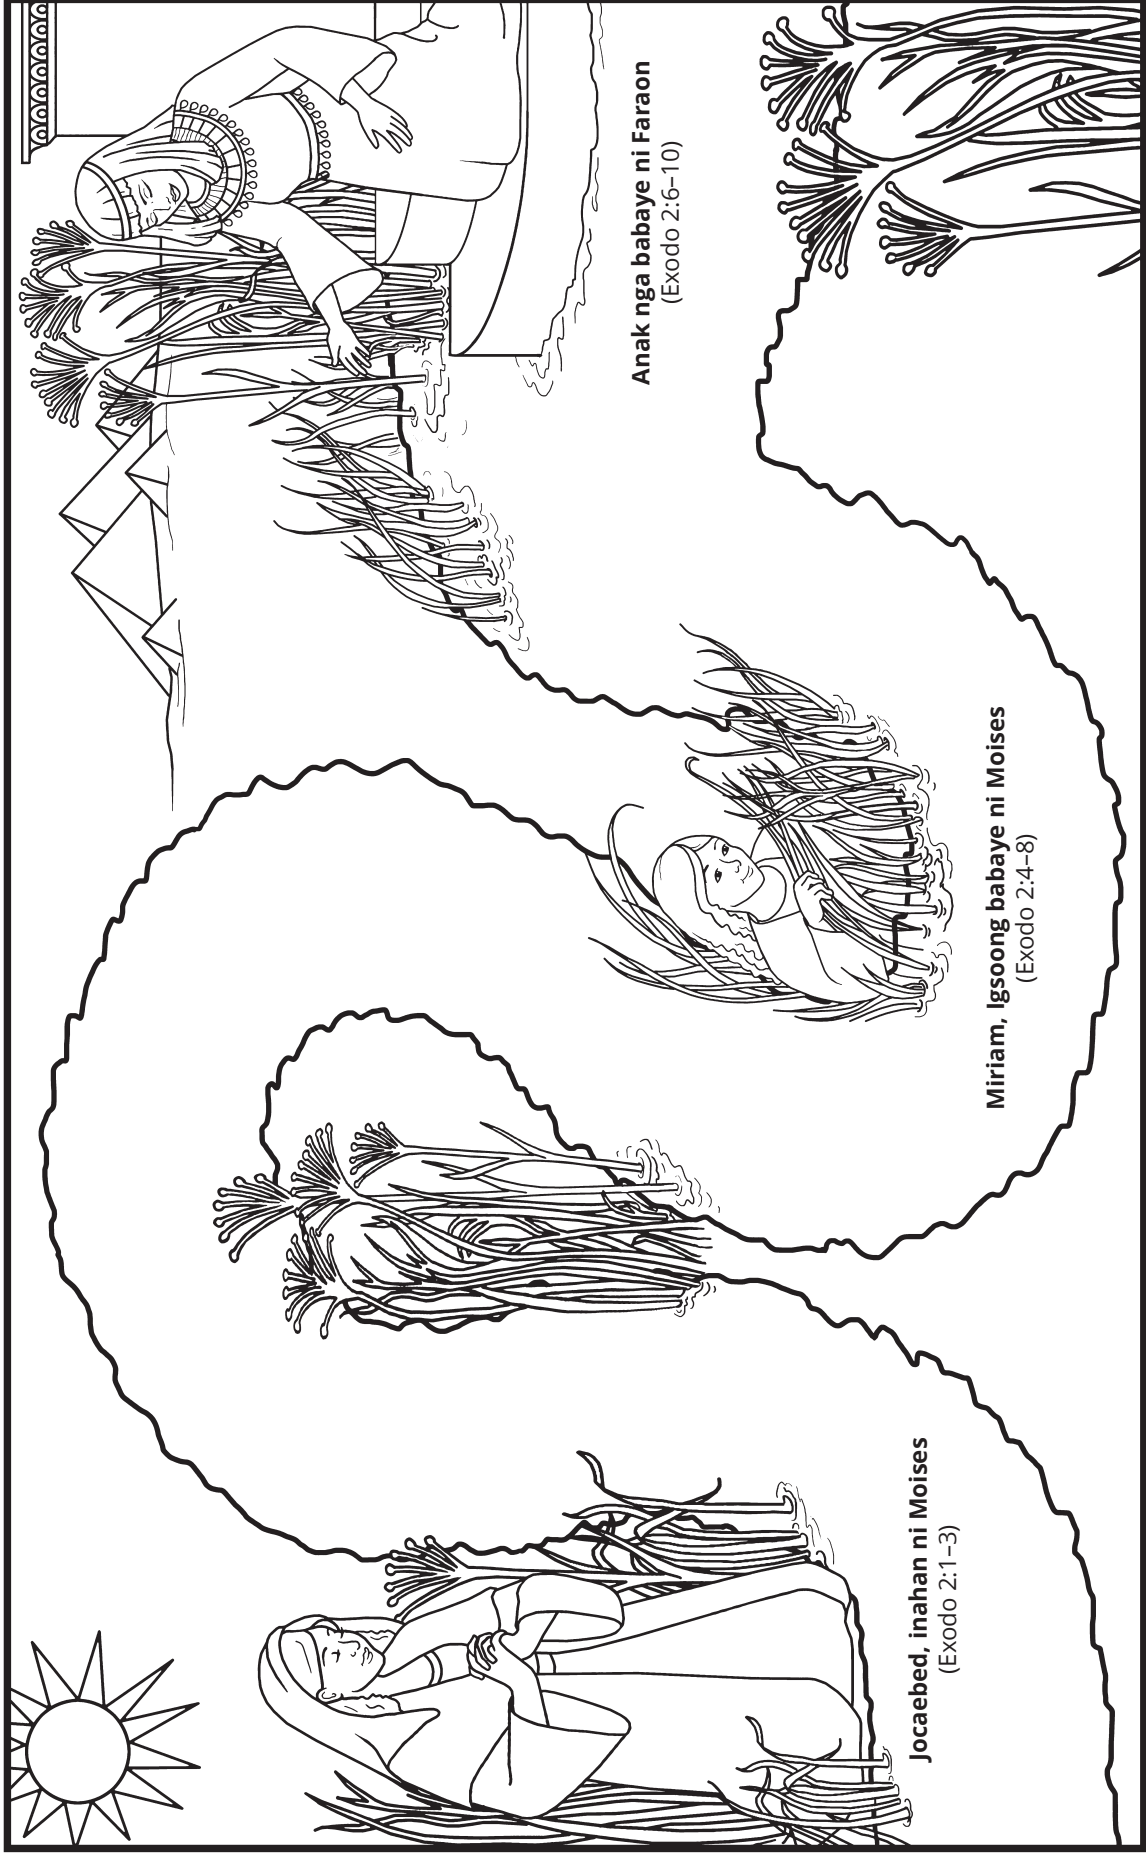 Jocaebed, inahan ni Moises
(Exodo 2:1–3)
Miriam, Igsoong babaye ni Moises
(Exodo 2:4–8)
Anak nga babaye ni Faraon
(Exodo 2:6–10)